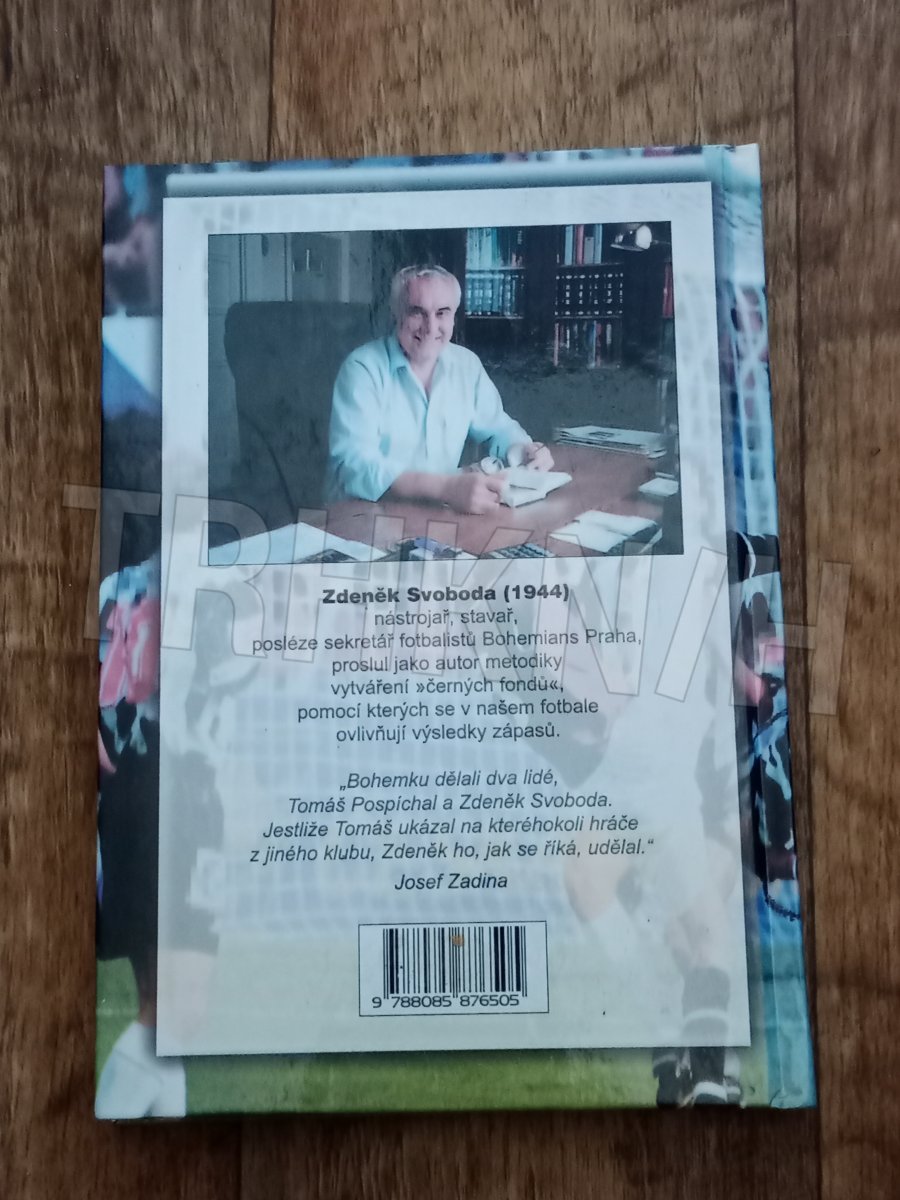 Zdeněk Svoboda (1944)
nástrojař, stavař,
posléze sekretář fotbalistů Bohemians Praha,
proslul jako autor metodiky
vytváření »černých fondů«,
pomocí kterých se v našem fotbale
ovlivňují výsledky zápasů.
„Bohemku dělali dva lidé,
Tomáš Pospíchal a Zdeněk Svoboda.
Jestliže Tomáš ukázal na kteréhokoli hráče
z jiného klubu, Zdeněk ho, jak se říká, udělal.“
Josef Zadina
9 788085 876505
TRHKNIH